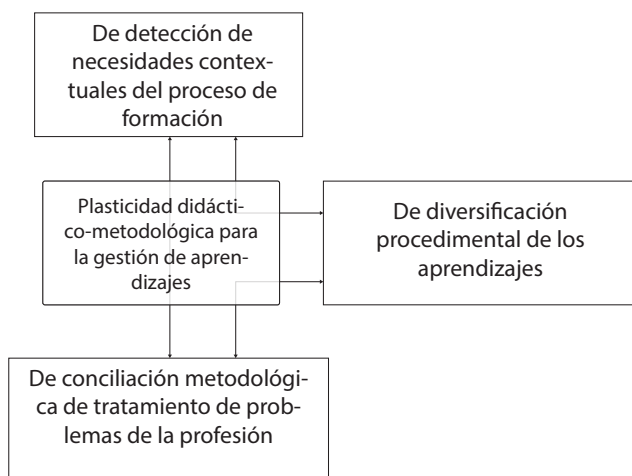 De detección de
necesidades contex-
tuales del proceso de
formación
Plasticidad didácti-
co-metodológica para
la gestión de apren-
dizajes
De diversificación
procedimental de los
aprendizajes
De conciliación metodológi-
ca de tratamiento de prob-
lemas de la profesión